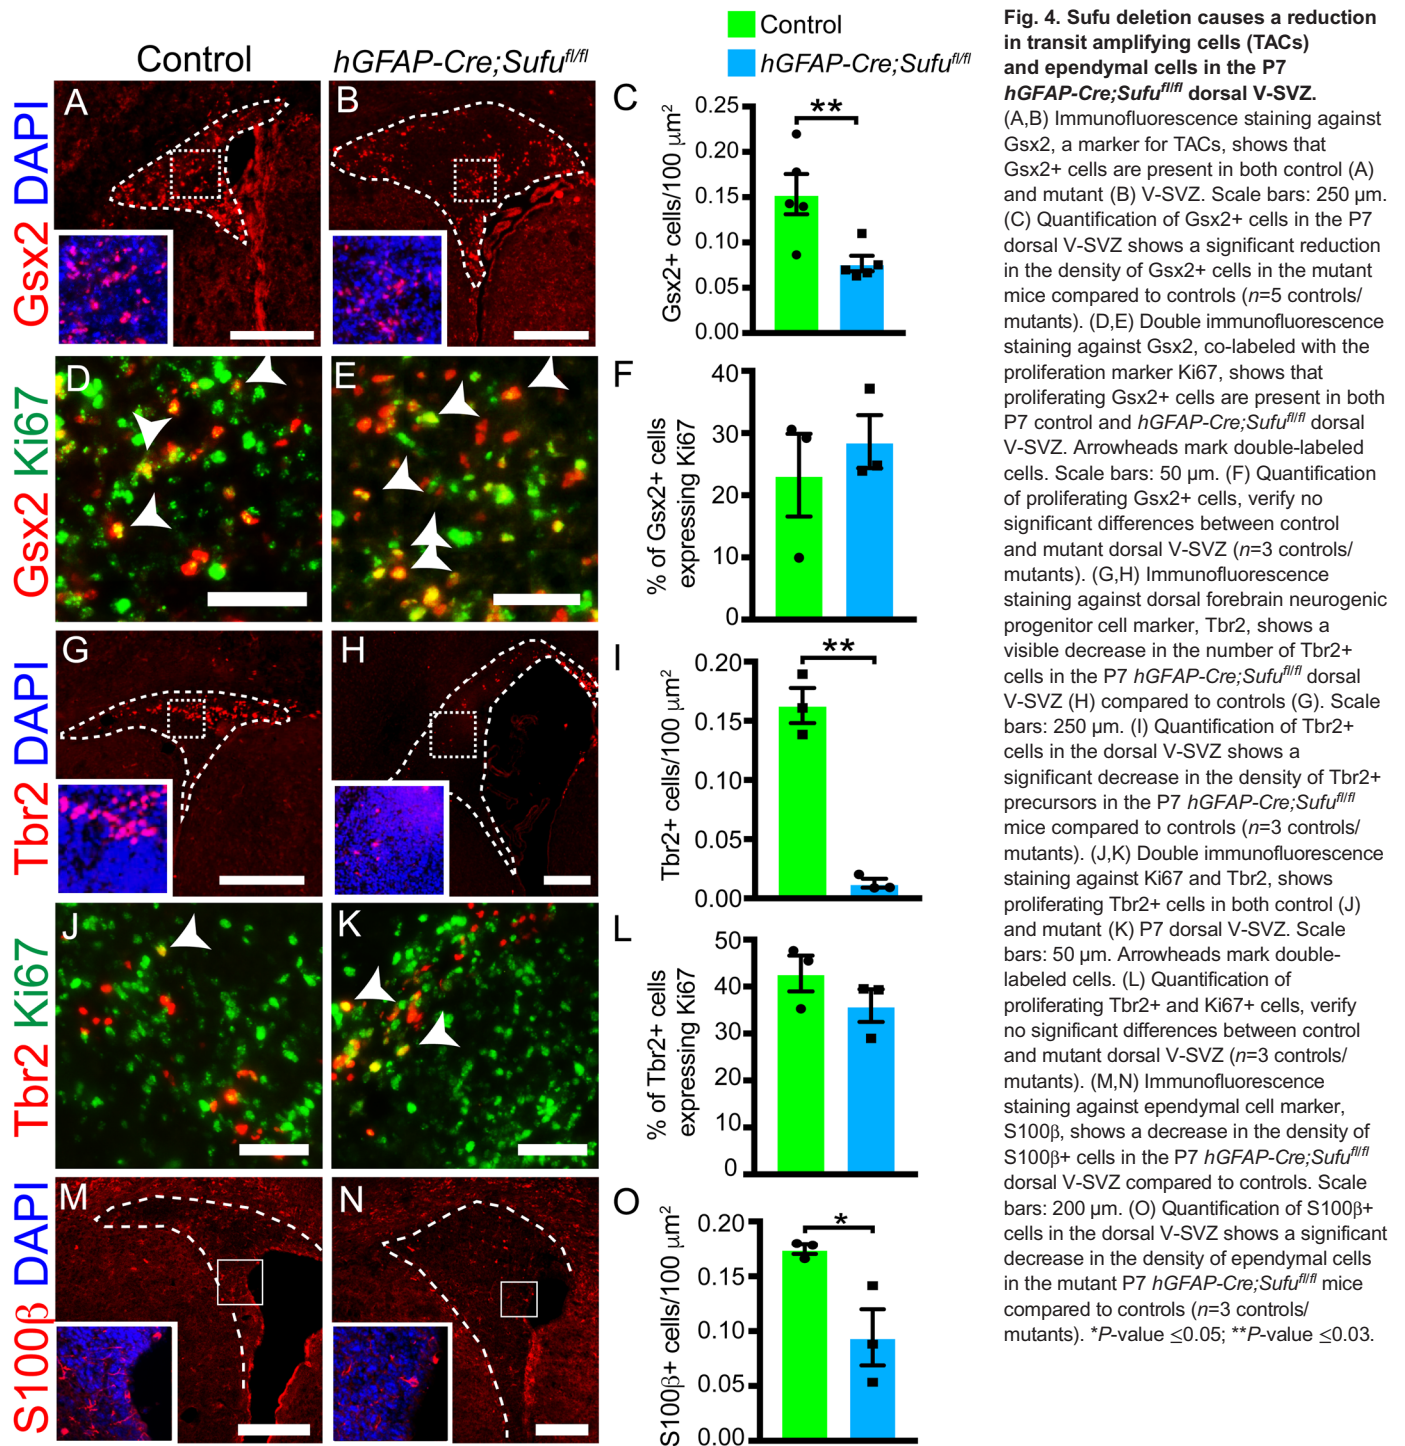 Control
hGFAP-Cre;Sufufl/fl
Control
hGFAP-Cre;Sufufl/fl
Gsx2 DAPI
A
B
C
Gsx2+ cells/100 µm2
0.25
0.20
0.15
0.10
0.05
0.00
**
Gsx2 Ki67
D
E
F
% of Gsx2+ cells
expressing Ki67
40
30
20
10
0
Tbr2 DAPI
G
H
I
Tbr2+ cells/100 µm2
0.20
0.15
0.10
0.05
0.00
**
Tbr2 Ki67
J
K
L
% of Tbr2+ cells
expressing Ki67
50
40
30
20
10
0
S100β DAPI
M
N
O
S100β+ cells/100 µm2
0.20
0.15
0.10
0.05
0.00
*
Fig. 4. Sufu deletion causes a reduction
in transit amplifying cells (TACs)
and ependymal cells in the P7
hGFAP-Cre;Sufufl/fl dorsal V-SVZ.
(A,B) Immunofluorescence staining against
Gsx2, a marker for TACs, shows that
Gsx2+ cells are present in both control (A)
and mutant (B) V-SVZ. Scale bars: 250 µm.
(C) Quantification of Gsx2+ cells in the P7
dorsal V-SVZ shows a significant reduction
in the density of Gsx2+ cells in the mutant
mice compared to controls (n=5 controls/
mutants). (D,E) Double immunofluorescence
staining against Gsx2, co-labeled with the
proliferation marker Ki67, shows that
proliferating Gsx2+ cells are present in both
P7 control and hGFAP-Cre;Sufufl/fl dorsal
V-SVZ. Arrowheads mark double-labeled
cells. Scale bars: 50 µm. (F) Quantification
of proliferating Gsx2+ cells, verify no
significant differences between control
and mutant dorsal V-SVZ (n=3 controls/
mutants). (G,H) Immunofluorescence
staining against dorsal forebrain neurogenic
progenitor cell marker, Tbr2, shows a
visible decrease in the number of Tbr2+
cells in the P7 hGFAP-Cre;Sufufl/fl dorsal
V-SVZ (H) compared to controls (G). Scale
bars: 250 µm. (I) Quantification of Tbr2+
cells in the dorsal V-SVZ shows a
significant decrease in the density of Tbr2+
precursors in the P7 hGFAP-Cre;Sufufl/fl
mice compared to controls (n=3 controls/
mutants). (J,K) Double immunofluorescence
staining against Ki67 and Tbr2, shows
proliferating Tbr2+ cells in both control (J)
and mutant (K) P7 dorsal V-SVZ. Scale
bars: 50 µm. Arrowheads mark double-
labeled cells. (L) Quantification of
proliferating Tbr2+ and Ki67+ cells, verify
no significant differences between control
and mutant dorsal V-SVZ (n=3 controls/
mutants). (M,N) Immunofluorescence
staining against ependymal cell marker,
S100β, shows a decrease in the density of
S100β+ cells in the P7 hGFAP-Cre;Sufufl/fl
dorsal V-SVZ compared to controls. Scale
bars: 200 µm. (O) Quantification of S100β+
cells in the dorsal V-SVZ shows a significant
decrease in the density of ependymal cells
in the mutant P7 hGFAP-Cre;Sufufl/fl mice
compared to controls (n=3 controls/
mutants). *P-value ≤0.05; **P-value ≤0.03.